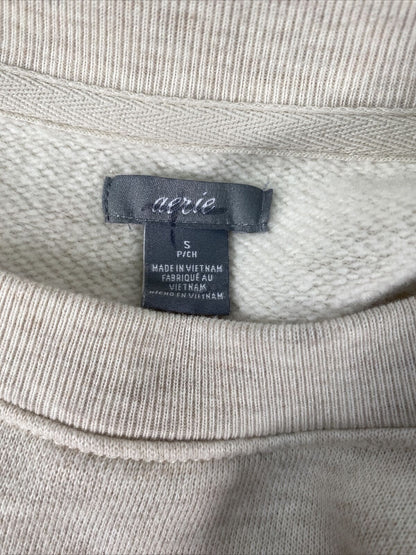 aerie
S
P/CH
MADE IN VIETNAM
FABRIQUÉ AU
VIETNAM
HECHO EN VIETNAM